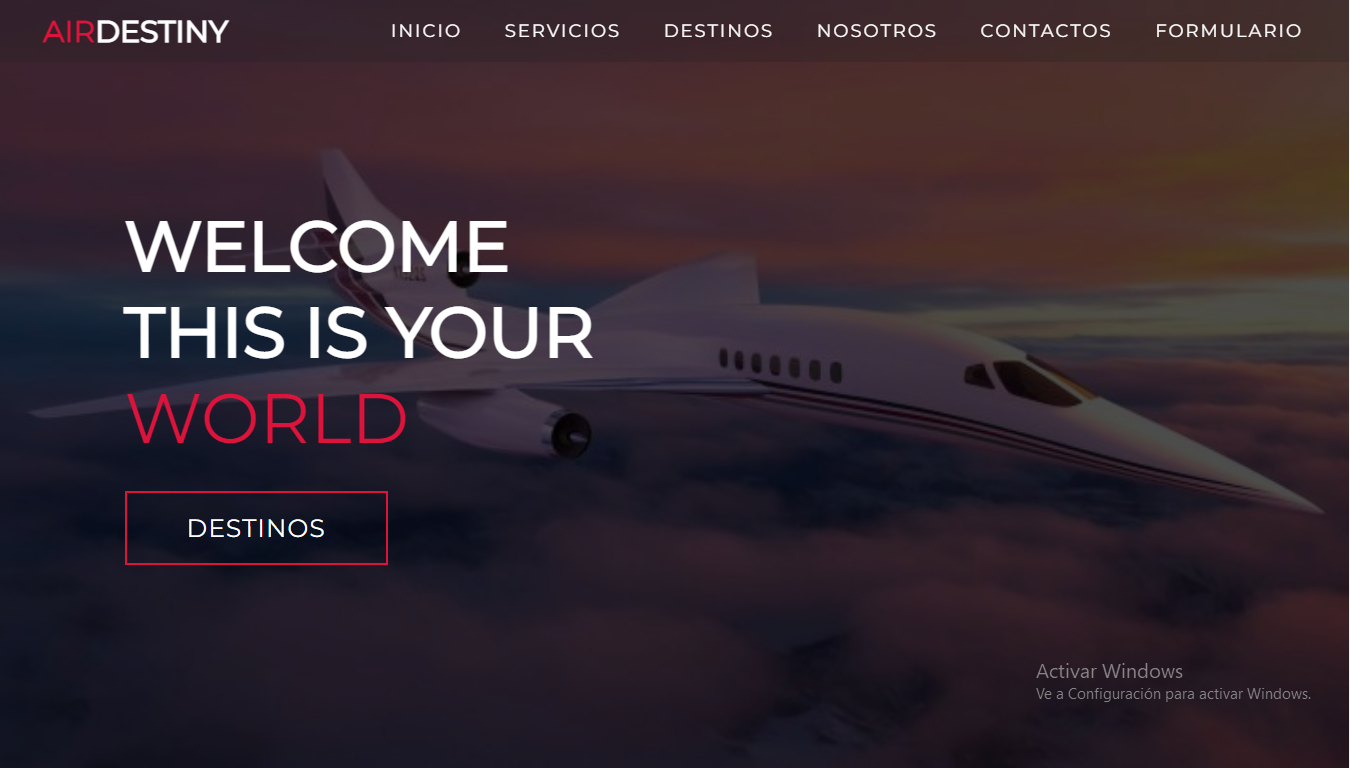 AIRDESTINY
INICIO SERVICIOS DESTINOS NOSOTROS CONTACTOS FORMULARIO
WELCOME
THIS IS YOUR
WORLD
DESTINOS
Activar Windows
Ve a Configuración para activar Windows.